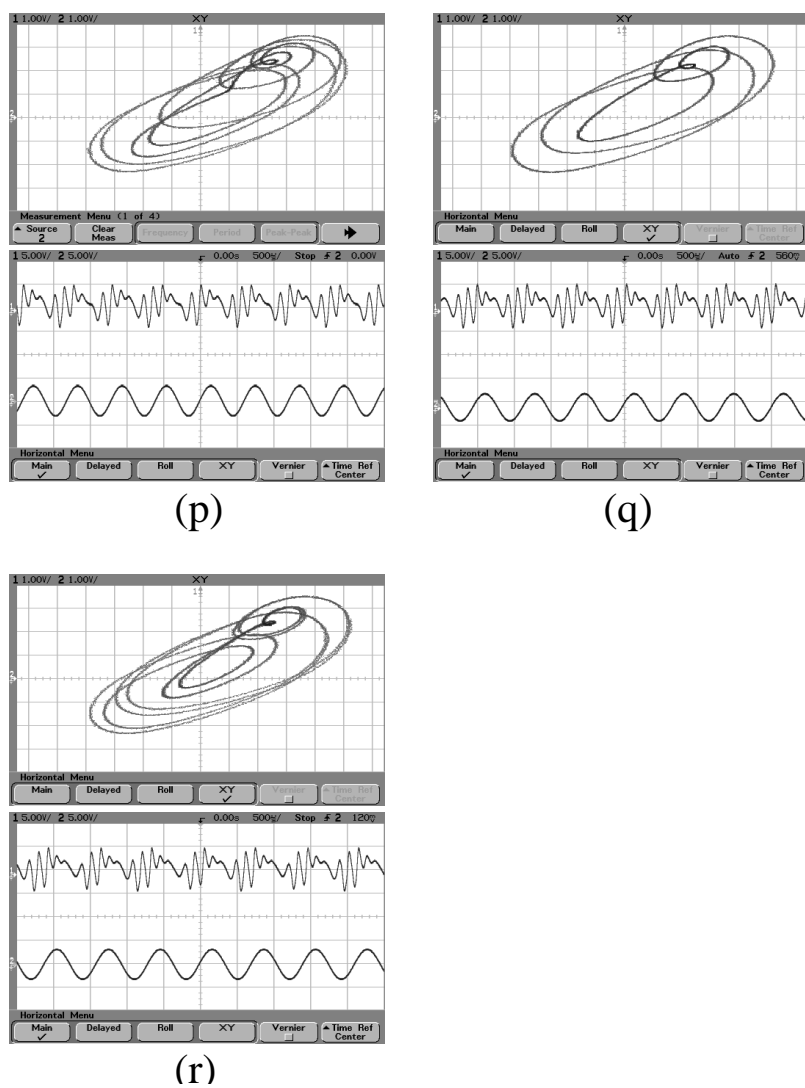 1 1.00V/ 2 1.00V/ XY
1 1.00V/ 2 1.00V/ XY
Measurement Menu (1 of 4)
Source 2 Clear Meas Frequency Period Peak-Peak
Horizontal Menu
Main Delayed Roll XY Vernier Time Ref Center
1 5.00V/ 2 5.00V/ 0.00s 500 / Stop 2 0.00V
1 5.00V/ 2 5.00V/ 0.00s 500 / Auto 2 560
Horizontal Menu
Main Delayed Roll XY Vernier Time Ref Center
Horizontal Menu
Main Delayed Roll XY Vernier Time Ref Center
(p)
(q)
1 1.00V/ 2 1.00V/ XY
Horizontal Menu
Main Delayed Roll XY Vernier Time Ref Center
1 5.00V/ 2 5.00V/ 0.00s 500 / Stop 2 120
Horizontal Menu
Main Delayed Roll XY Vernier Time Ref Center
(r)